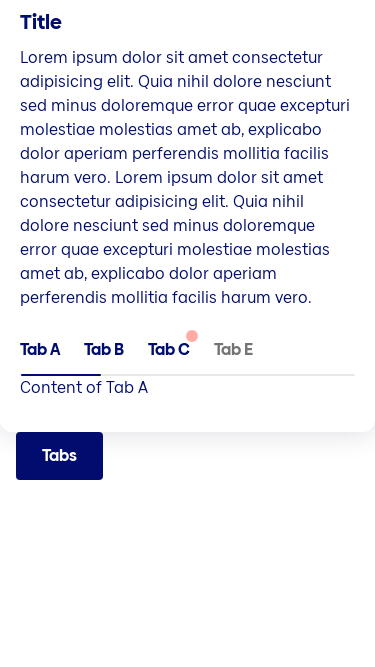 Title
Lorem ipsum dolor sit amet consectetur
adipisicing elit. Quia nihil dolore nesciunt
sed minus doloremque error quae excepturi
molestiae molestias amet ab, explicabo
dolor aperiam perferendis mollitia facilis
harum vero. Lorem ipsum dolor sit amet
consectetur adipisicing elit. Quia nihil
dolore nesciunt sed minus doloremque
error quae excepturi molestiae molestias
amet ab, explicabo dolor aperiam
perferendis mollitia facilis harum vero.
Tab A Tab B Tab C Tab E
Content of Tab A
Tabs